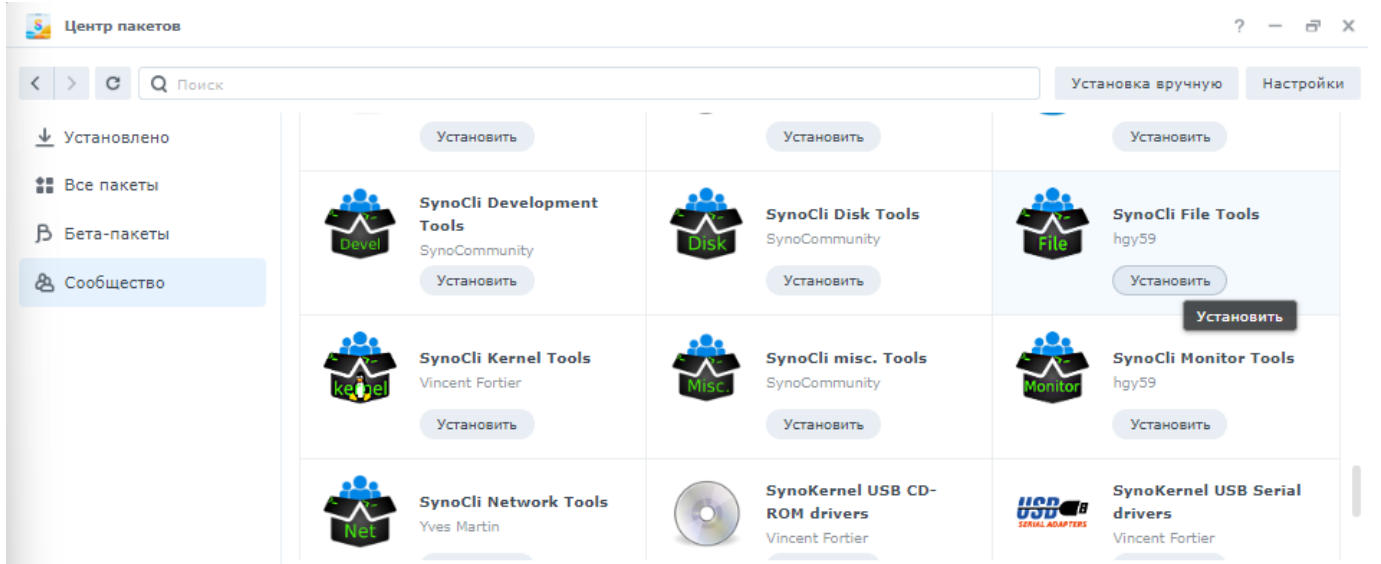 Центр пакетов
?
Поиск
Установка вручную
Настройки
Установлено
Все пакеты
Бета-пакеты
Сообщество
Установить
Установить
Установить
Devel
SynoCli Development
Tools
SynoCommunity
Установить
Disk
SynoCli Disk Tools
SynoCommunity
Установить
File
SynoCli File Tools
hgy59
Установить
Установить
kernel
SynoCli Kernel Tools
Vincent Fortier
Установить
Misc.
SynoCli misc. Tools
SynoCommunity
Установить
Monitor
SynoCli Monitor Tools
hgy59
Установить
Net
SynoCli Network Tools
Yves Martin
SynoKernel USB CD-
ROM drivers
Vincent Fortier
USB
SERIAL ADAPTERS
SynoKernel USB Serial
drivers
Vincent Fortier